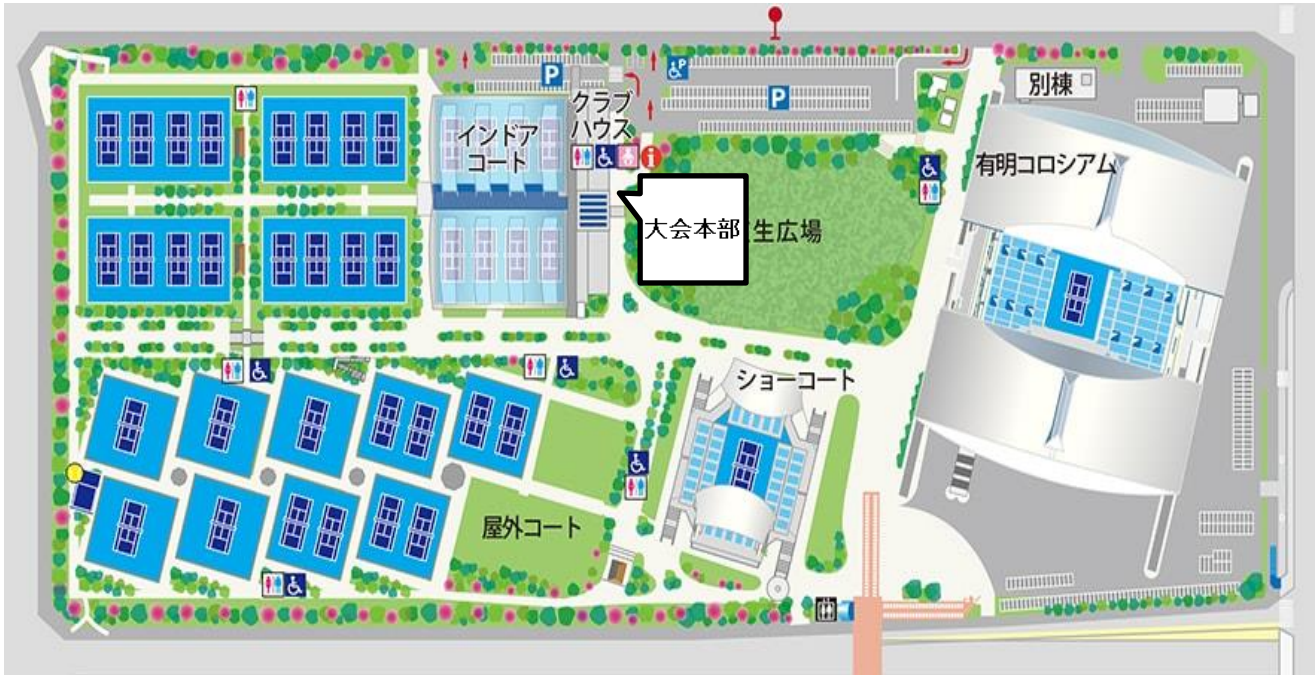 P
P
P
クラブ
ハウス
別棟
インドア
コート
i
有明コロシアム
大会本部
生広場
ショーコート
屋外コート